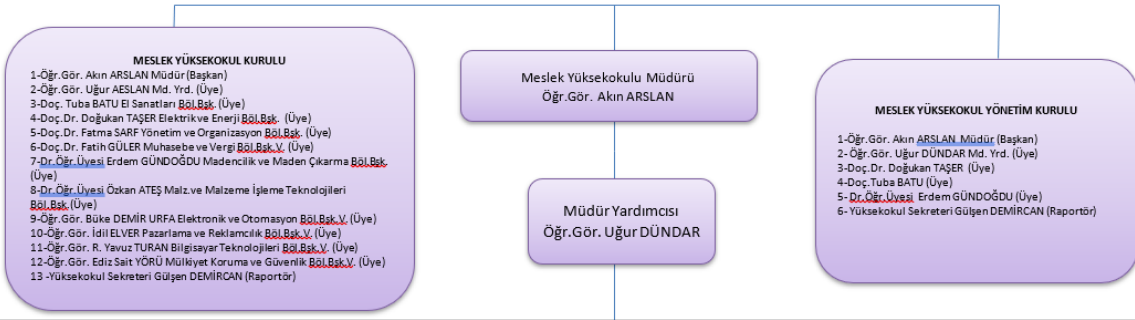 MESLEK YÜKSEKOKUL KURULU
1-Öğr.Gör. Akın ARSLAN Müdür (Başkan)
2-Öğr.Gör. Uğur AESLAN Md. Yrd. (Üye)
3-Doç. Tuba BATU El Sanatları Böl.Bşk. (Üye)
4-Doç.Dr. Doğukan TAŞER Elektrik ve Enerji Böl.Bşk. (Üye)
5-Doç.Dr. Fatma SARF Yönetim ve Organizasyon Böl.Bşk. (Üye)
6-Doç.Dr. Fatih GÜLER Muhasebe ve Vergi Böl.Bşk.V. (Üye)
7-Dr.Öğr.Üyesi Erdem GÜNDOĞDU Madencilik ve Maden Çıkarma Böl.Bşk.
(Üye)
8-Dr.Öğr.Üyesi Özkan ATEŞ Malz.ve Malzeme İşleme Teknolojileri
Böl.Bşk.(Üye)
9-Öğr.Gör. Büke DEMİR URFA Elektronik ve Otomasyon Böl.Bşk.V. (Üye)
10-Öğr.Gör. İdil ELVER Pazarlama ve Reklamcılık Böl.Bşk.V. (Üye)
11-Öğr.Gör. R. Yavuz TURAN Bilgisayar Teknolojileri Böl.Bşk.V. (Üye)
12-Öğr.Gör. Ediz Sait YÖRÜ Mülkiyet Koruma ve Güvenlik Böl.Bşk.V. (Üye)
13 -Yüksekokul Sekreteri Gülşen DEMİRCAN (Raportör)
Meslek Yüksekokulu Müdürü
Öğr.Gör. Akın ARSLAN
Müdür Yardımcısı
Öğr.Gör. Uğur DÜNDAR
MESLEK YÜKSEKOKUL YÖNETİM KURULU
1-Öğr.Gör. Akın ARSLAN Müdür (Başkan)
2- Öğr.Gör. Uğur DÜNDAR Md. Yrd. (Üye)
3-Doç.Dr. Doğukan TAŞER (Üye)
4-Doç.Tuba BATU (Üye)
5- Dr.Öğr.Üyesi Erdem GÜNDOĞDU (Üye)
6- Yüksekokul Sekreteri Gülşen DEMİRCAN (Raportör)